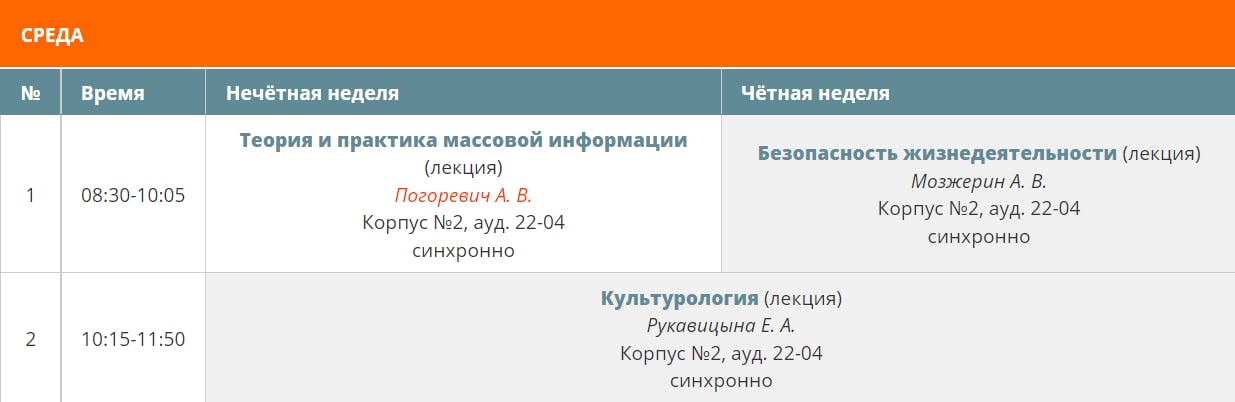 СРЕДА
№ Время Нечётная неделя Чётная неделя
1 08:30-10:05
Теория и практика массовой информации
(лекция)
Погоревич А. В.
Корпус №2, ауд. 22-04
синхронно
Безопасность жизнедеятельности (лекция)
Мозжерин А. В.
Корпус №2, ауд. 22-04
синхронно
2 10:15-11:50
Культурология (лекция)
Рукавицына Е. А.
Корпус №2, ауд. 22-04
синхронно